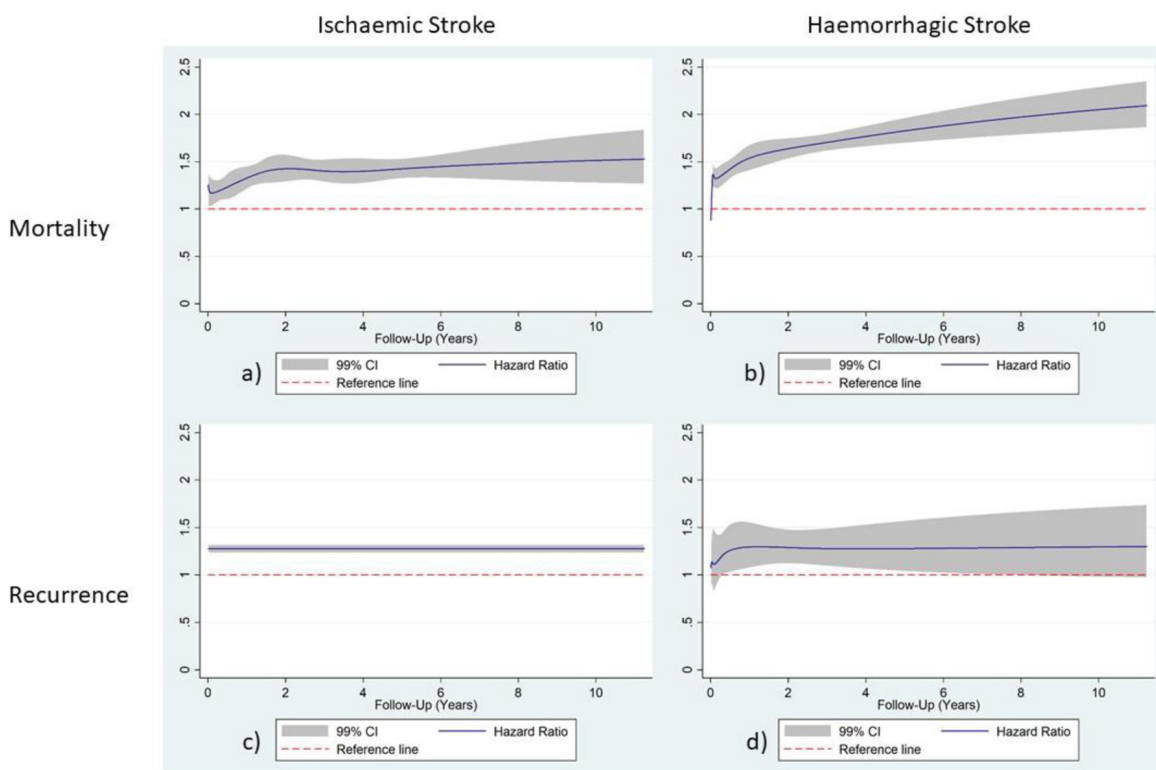 Ischaemic Stroke
Haemorrhagic Stroke
Mortality
2.5
2
1.5
1
.5
0
0 2 4 6 8 10
Follow-Up (Years)
a)
99% CI Hazard Ratio
Reference line
2.5
2
1.5
1
.5
0
0 2 4 6 8 10
Follow-Up (Years)
b)
99% CI Hazard Ratio
Reference line
Recurrence
2.5
2
1.5
1
.5
0
0 2 4 6 8 10
Follow-Up (Years)
c)
99% CI Hazard Ratio
Reference line
2.5
2
1.5
1
.5
0
0 2 4 6 8 10
Follow-Up (Years)
d)
99% CI Hazard Ratio
Reference line